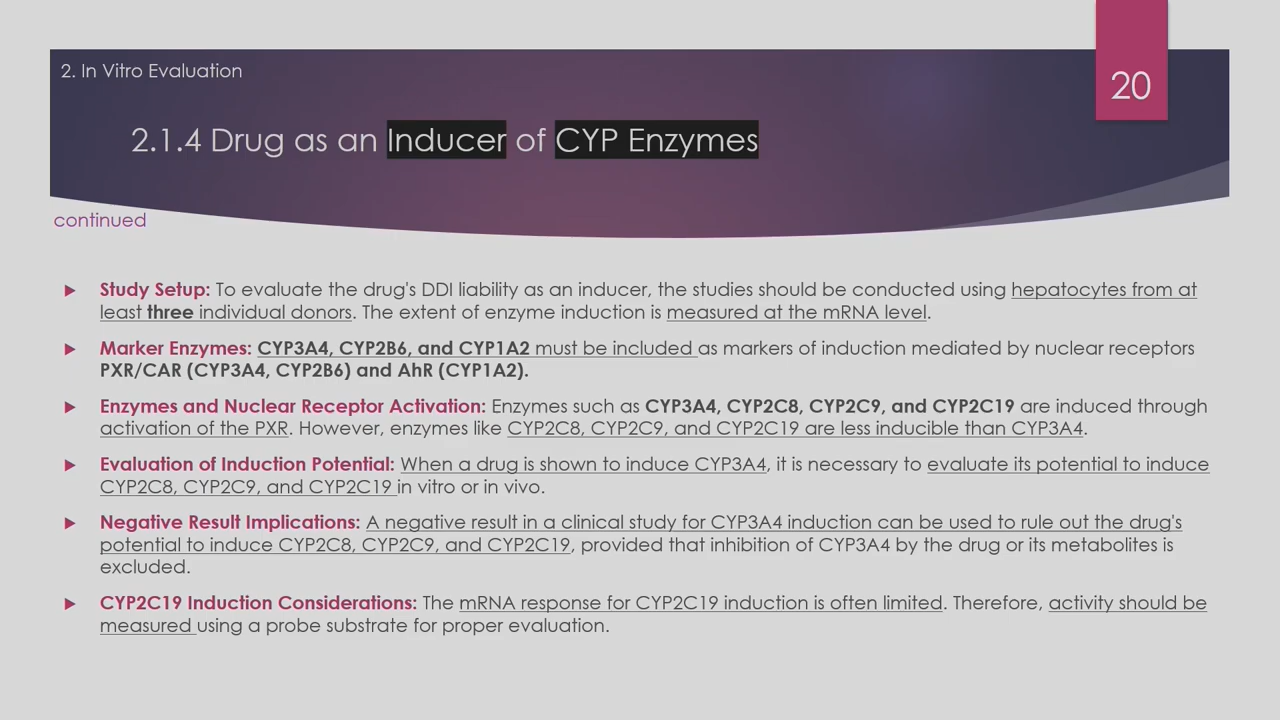 2. In Vitro Evaluation
20
2.1.4 Drug as an Inducer of CYP Enzymes
continued
Study Setup: To evaluate the drug's DDI liability as an inducer, the studies should be conducted using hepatocytes from at
least three individual donors. The extent of enzyme induction is measured at the mRNA level.
Marker Enzymes: CYP3A4, CYP2B6, and CYP1A2 must be included as markers of induction mediated by nuclear receptors
PXR/CAR (CYP3A4, CYP2B6) and AhR (CYP1A2).
Enzymes and Nuclear Receptor Activation: Enzymes such as CYP3A4, CYP2C8, CYP2C9, and CYP2C19 are induced through
activation of the PXR. However, enzymes like CYP2C8, CYP2C9, and CYP2C19 are less inducible than CYP3A4.
Evaluation of Induction Potential: When a drug is shown to induce CYP3A4, it is necessary to evaluate its potential to induce
CYP2C8, CYP2C9, and CYP2C19 in vitro or in vivo.
Negative Result Implications: A negative result in a clinical study for CYP3A4 induction can be used to rule out the drug's
potential to induce CYP2C8, CYP2C9, and CYP2C19, provided that inhibition of CYP3A4 by the drug or its metabolites is
excluded.
CYP2C19 Induction Considerations: The mRNA response for CYP2C19 induction is often limited. Therefore, activity should be
measured using a probe substrate for proper evaluation.